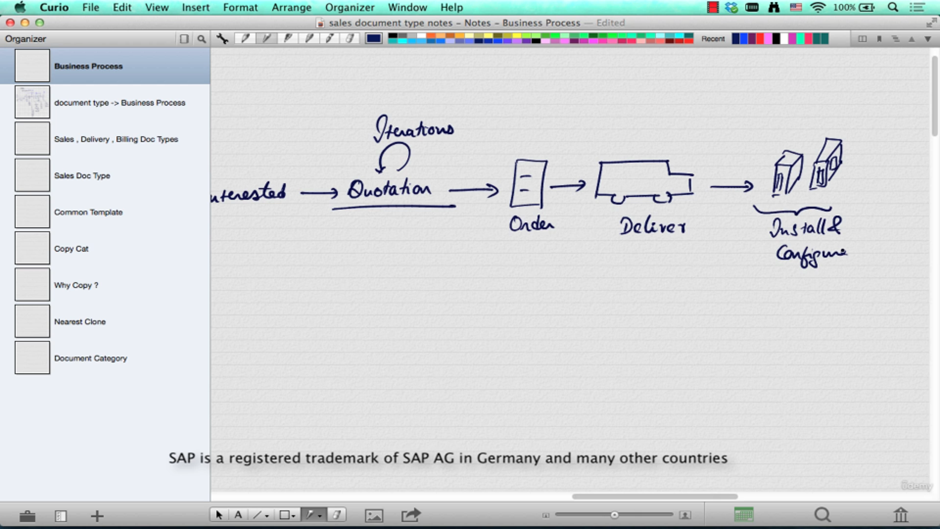 Curio File Edit View Insert Format Arrange Organizer Window Help 100%
sales document type notes - Notes - Business Process — Edited
Organizer
Recent
Business Process
document type -> Business Process
Sales , Delivery , Billing Doc Types
Sales Doc Type
Common Template
Copy Cat
Why Copy ?
Nearest Clone
Document Category
Iterations
nterested
Quotation
Order
Deliver
Install &
Configure
SAP is a registered trademark of SAP AG in Germany and many other countries
Udemy
A